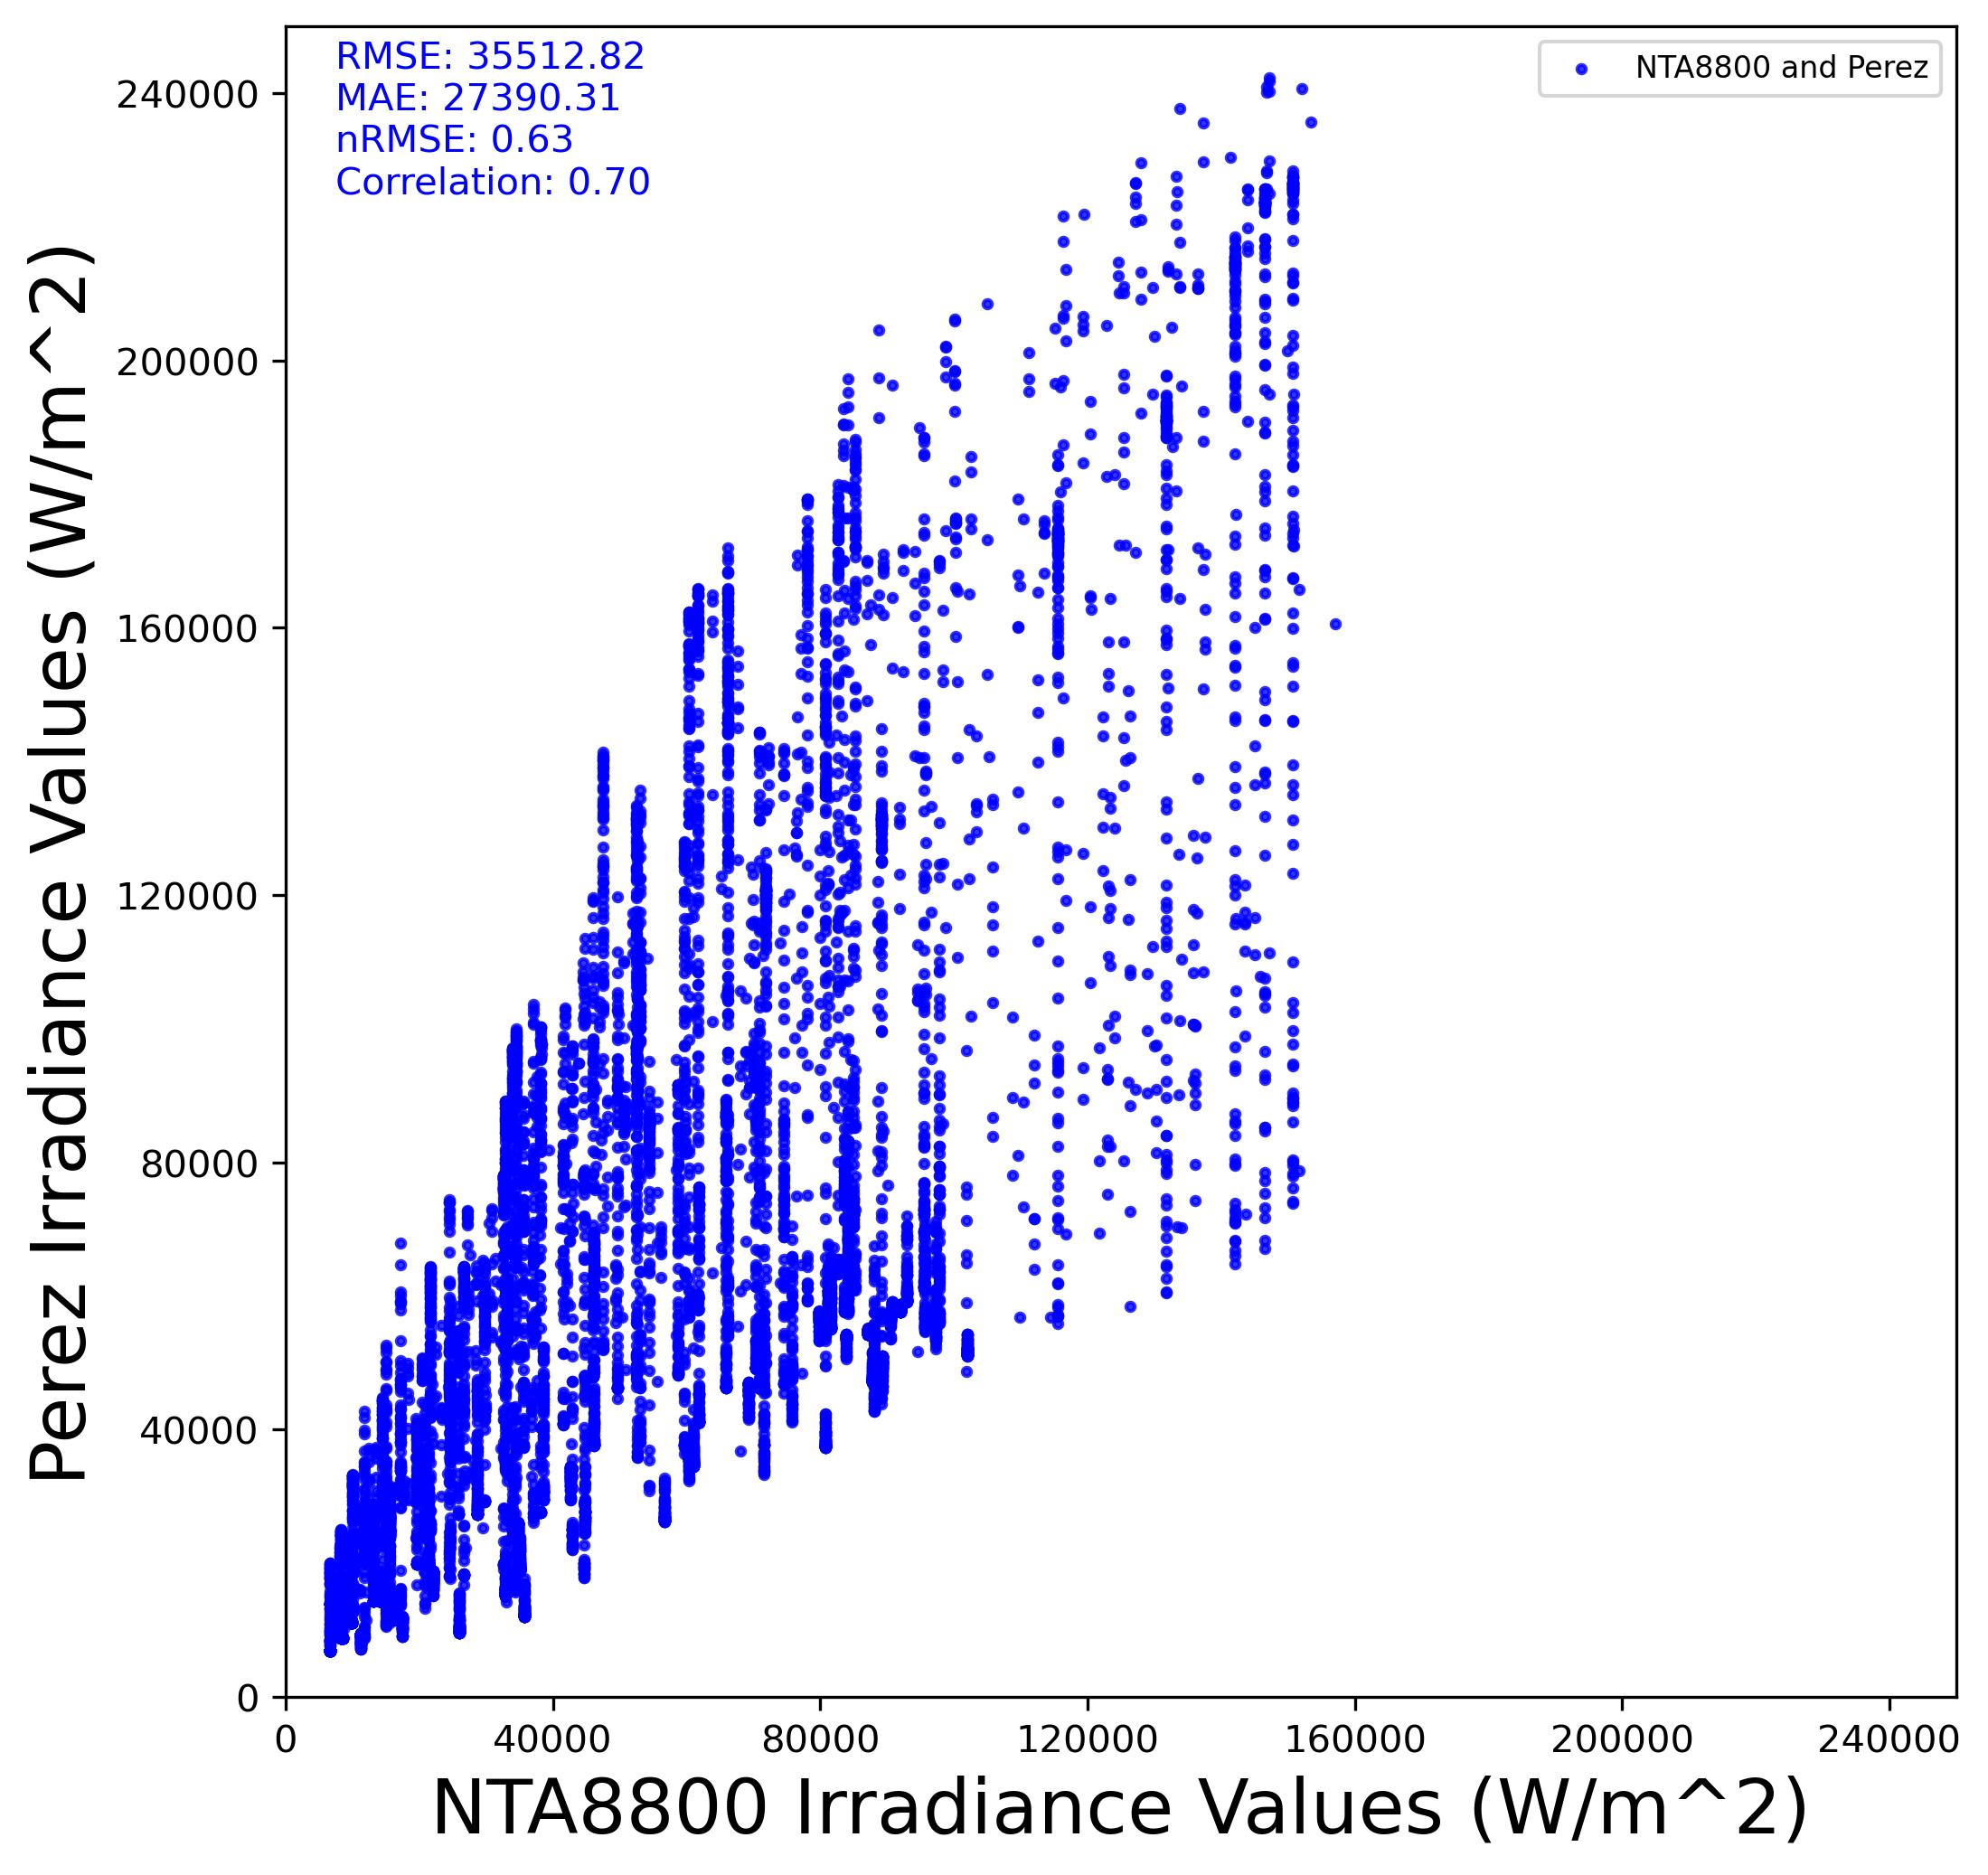 RMSE: 35512.82
MAE: 27390.31
nRMSE: 0.63
Correlation: 0.70
NTA8800 and Perez
240000
200000
160000
120000
80000
40000
0
Perez Irradiance Values (W/m^2)
0 40000 80000 120000 160000 200000 240000
NTA8800 Irradiance Values (W/m^2)